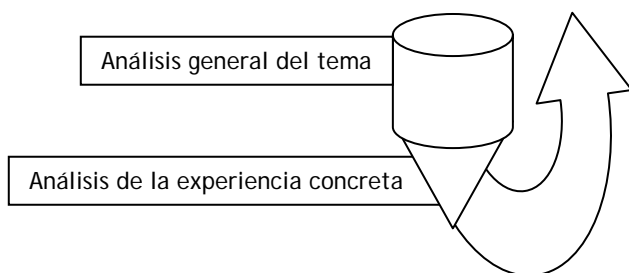 Análisis general del tema
Análisis de la experiencia concreta